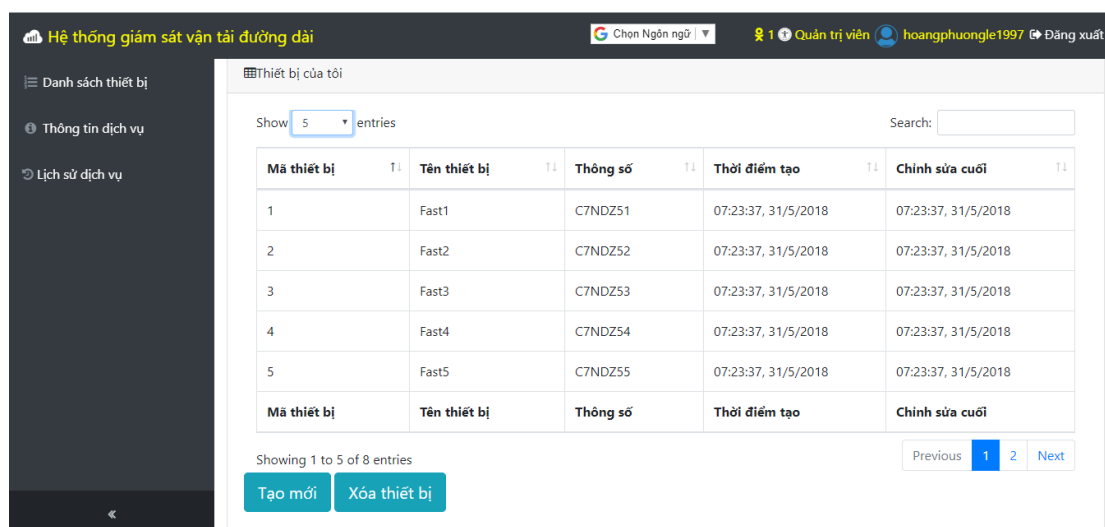 Hệ thống giám sát vận tải đường dài
Chọn Ngôn ngữ ▼
1 Quản trị viên hoangphuongle1997 Đăng xuất
Danh sách thiết bị
Thông tin dịch vụ
Lịch sử dịch vụ
Thiết bị của tôi
Show 5 entries Search:
Mã thiết bị Tên thiết bị Thông số Thời điểm tạo Chỉnh sửa cuối
1 Fast1 C7NDZ51 07:23:37, 31/5/2018 07:23:37, 31/5/2018
2 Fast2 C7NDZ52 07:23:37, 31/5/2018 07:23:37, 31/5/2018
3 Fast3 C7NDZ53 07:23:37, 31/5/2018 07:23:37, 31/5/2018
4 Fast4 C7NDZ54 07:23:37, 31/5/2018 07:23:37, 31/5/2018
5 Fast5 C7NDZ55 07:23:37, 31/5/2018 07:23:37, 31/5/2018
Mã thiết bị Tên thiết bị Thông số Thời điểm tạo Chỉnh sửa cuối
Showing 1 to 5 of 8 entries Previous 1 2 Next
Tạo mới Xóa thiết bị
«